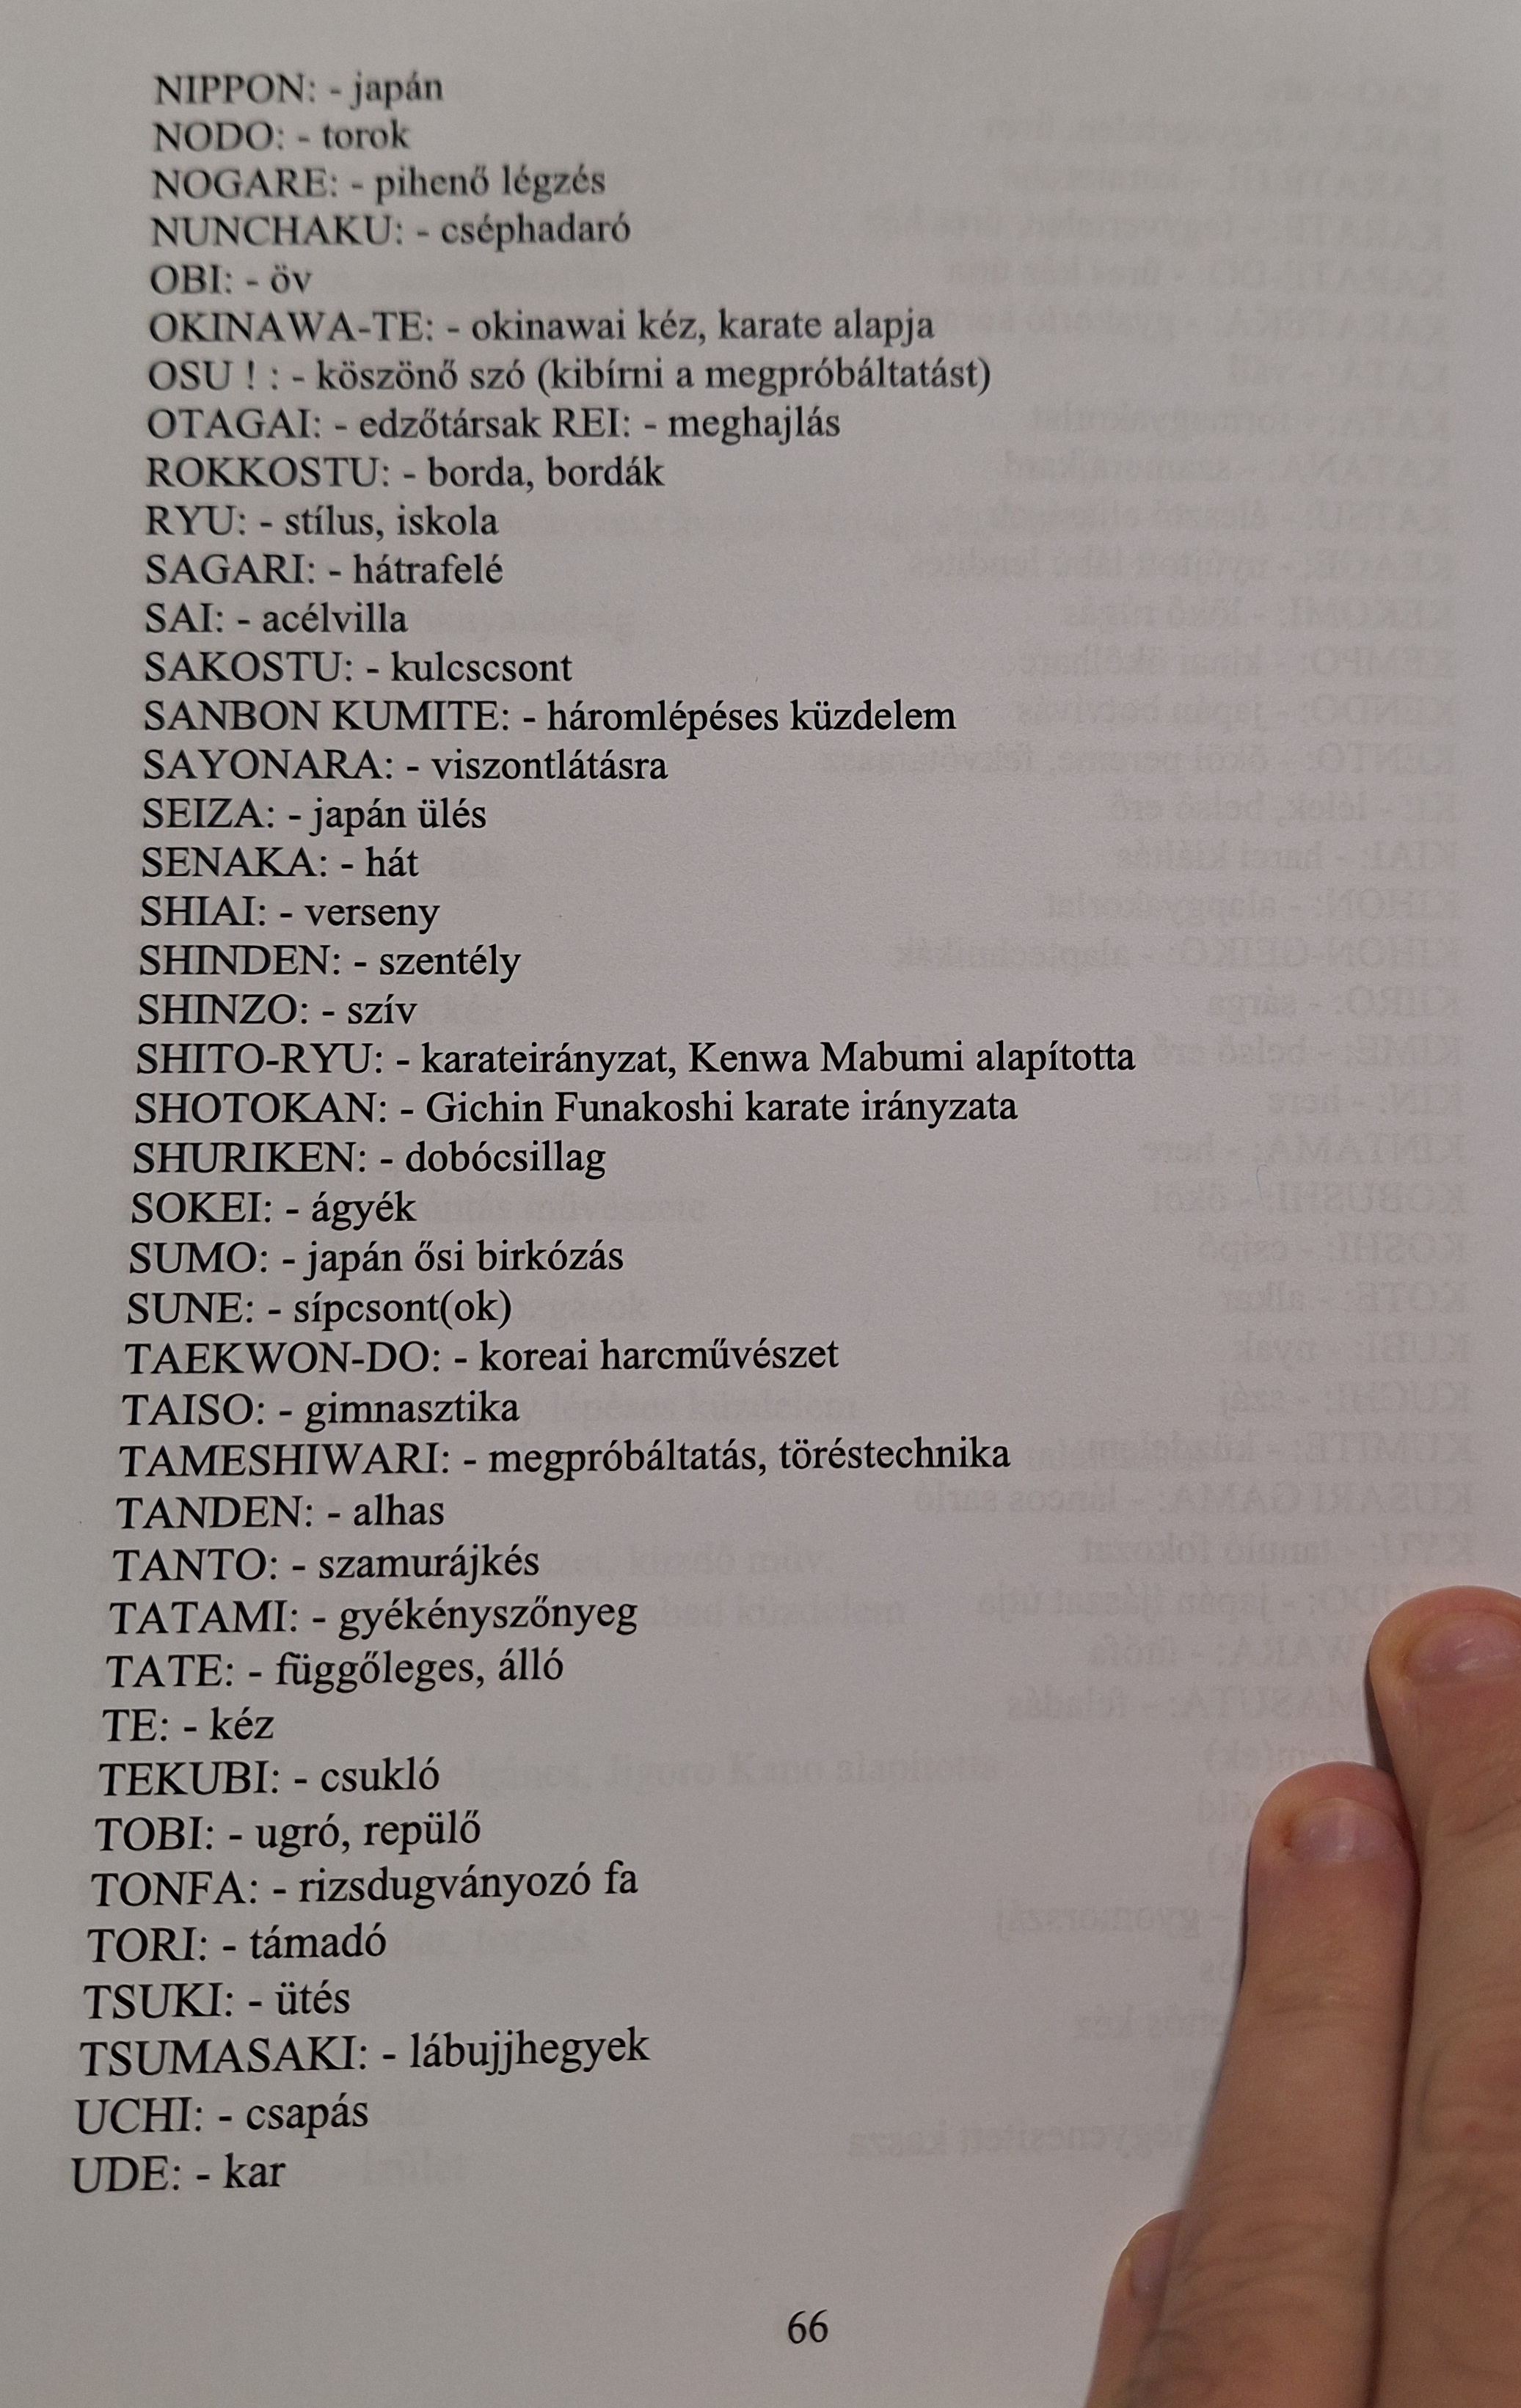 NIPPON: - japán
NODO: - torok
NOGARE: - pihenő légzés
NUNCHAKU: - cséphadaró
OBI: - öv
OKINAWA-TE: - okinawai kéz, karate alapja
OSU ! : - köszönő szó (kibírni a megpróbáltatást)
OTAGAI: - edzőtársak REI: - meghajlás
ROKKOSTU: - borda, bordák
RYU: - stílus, iskola
SAGARI: - hátrafelé
SAI: - acélvilla
SAKOSTU: - kulcscsont
SANBON KUMITE: - háromlépéses küzdelem
SAYONARA: - viszontlátásra
SEIZA: - japán ülés
SENAKA: - hát
SHIAI: - verseny
SHINDEN: - szentély
SHINZO: - szív
SHITO-RYU: - karateirányzat, Kenwa Mabumi alapította
SHOTOKAN: - Gichin Funakoshi karate irányzata
SHURIKEN: - dobócsillag
SOKEI: - ágyék
SUMO: - japán ősi birkózás
SUNE: - sípcsont(ok)
TAEKWON-DO: - koreai harcművészet
TAISO: - gimnasztika
TAMESHIWARI: - megpróbáltatás, töréstechnika
TANDEN: - alhas
TANTO: - szamurájkés
TATAMI: - gyékényszőnyeg
TATE: - függőleges, álló
TE: - kéz
TEKUBI: - csukló
TOBI: - ugró, repülő
TONFA: - rizsdugványozó fa
TORI: - támadó
TSUKI: - ütés
TSUMASAKI: - lábujjhegyek
UCHI: - csapás
UDE: - kar
66